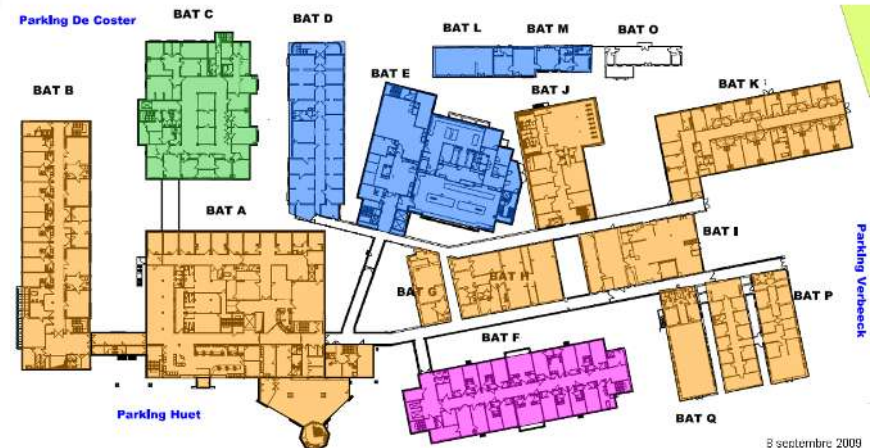 Parking De Coster
BAT C
BAT D
BAT L
BAT M
BAT O
BAT B
BAT E
BAT J
BAT K
BAT A
BAT I
BAT G
BAT H
BAT P
BAT F
BAT Q
Parking Verbeeck
Parking Huet
8 septembre 2009